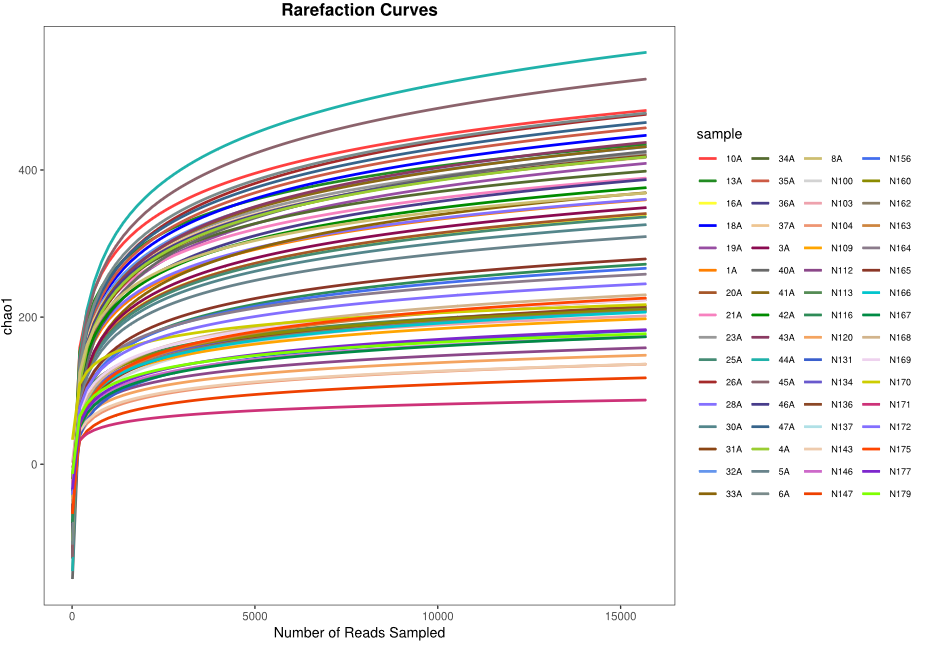 Rarefaction Curves
chao1
400
200
0
0 5000 10000 15000
Number of Reads Sampled
sample
10A 34A 8A N156
13A 35A N100 N160
16A 36A N103 N162
18A 37A N104 N163
19A 3A N109 N164
1A 40A N112 N165
20A 41A N113 N166
21A 42A N116 N167
23A 43A N120 N168
25A 44A N131 N169
26A 45A N134 N170
28A 46A N136 N171
30A 47A N137 N172
31A 4A N143 N175
32A 5A N146 N177
33A 6A N147 N179